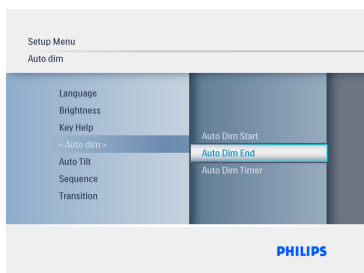 Setup Menu
Auto dim
Language
Brightness
Key Help
< Auto dim >
Auto Tilt
Sequence
Transition
Auto Dim Start
Auto Dim End
Auto Dim Timer
PHILIPS